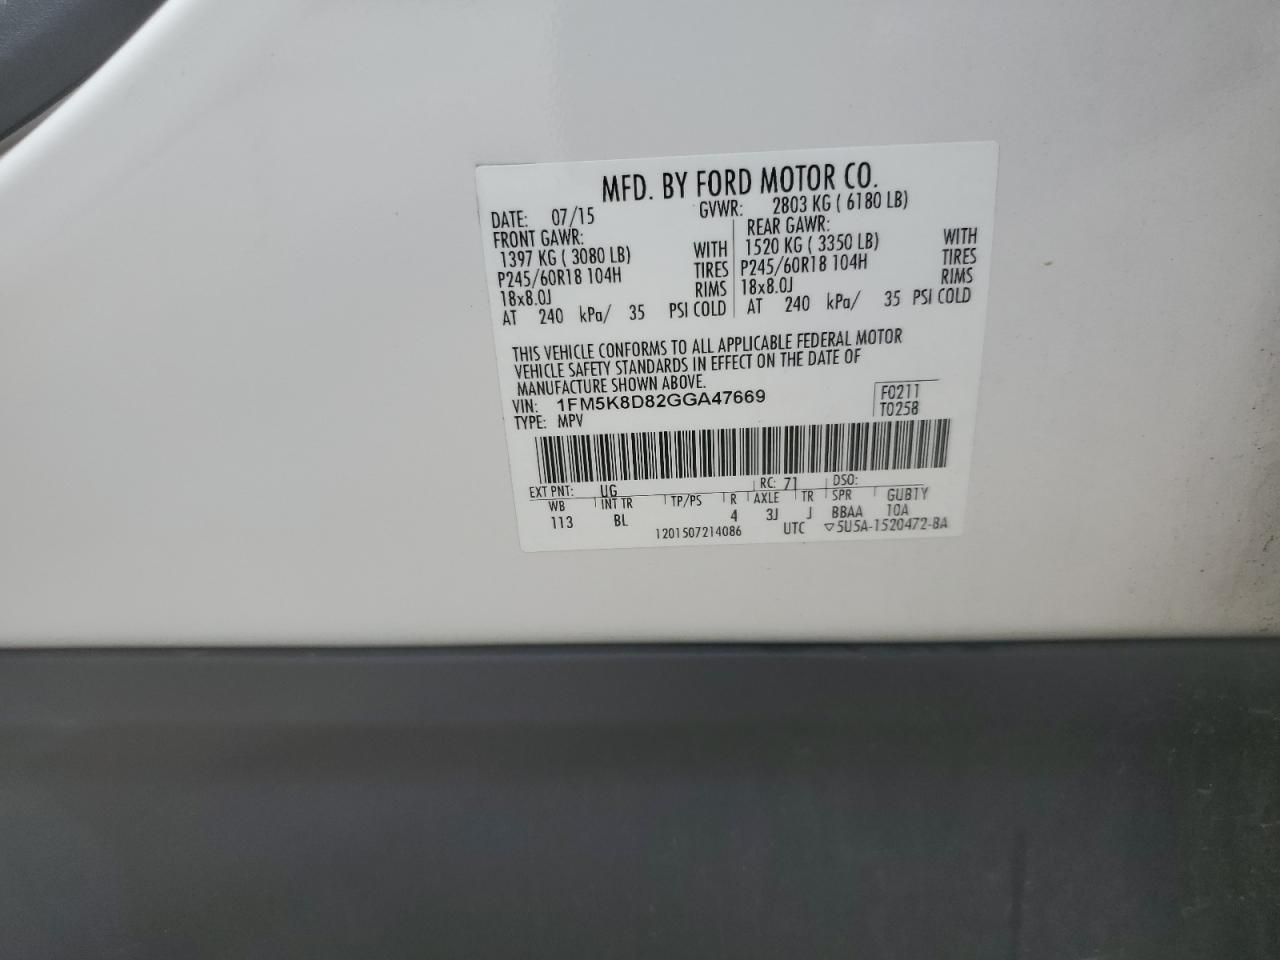 MFD. BY FORD MOTOR CO.
DATE: 07/15 GVWR: 2803 KG ( 6180 LB)
FRONT GAWR: REAR GAWR:
1397 KG ( 3080 LB) WITH 1520 KG ( 3350 LB) WITH
P245/60R18 104H TIRES P245/60R18 104H TIRES
18x8.0J RIMS 18x8.0J RIMS
AT 240 kPa/ 35 PSI COLD AT 240 kPa/ 35 PSI COLD
THIS VEHICLE CONFORMS TO ALL APPLICABLE FEDERAL MOTOR
VEHICLE SAFETY STANDARDS IN EFFECT ON THE DATE OF
MANUFACTURE SHOWN ABOVE.
VIN: 1FM5K8D82GGA47669 F0211
TYPE: MPV T0258
EXT PNT: UG RC: 71 DSO:
WB INT TR TP/PS R AXLE TR SPR GUB1Y
113 BL 4 3J J BBAA 10A
1201507214086 UTC ▽5U5A-1520472-BA